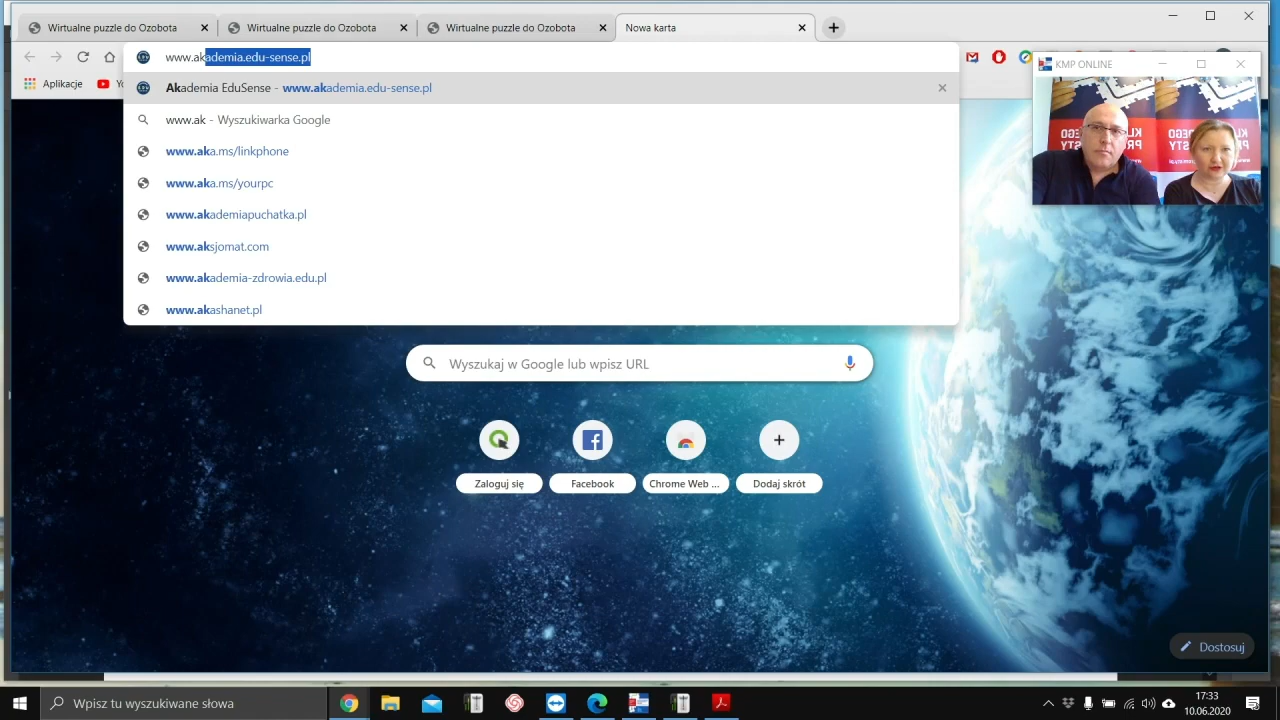 Wirtualne puzzle do Ozobota
Wirtualne puzzle do Ozobota
Wirtualne puzzle do Ozobota
Nowa karta
www.akademia.edu-sense.pl
Aplikacje
KMP ONLINE
Akademia EduSense - www.akademia.edu-sense.pl
www.ak - Wyszukiwarka Google
www.aka.ms/linkphone
www.aka.ms/yourpc
www.akademiapuchatka.pl
www.aksjomat.com
www.akademia-zdrowia.edu.pl
www.akashanet.pl
Wyszukaj w Google lub wpisz URL
Zaloguj się
Facebook
Chrome Web ...
Dodaj skrót
Dostosuj
Wpisz tu wyszukiwane słowa
17:33
10.06.2020